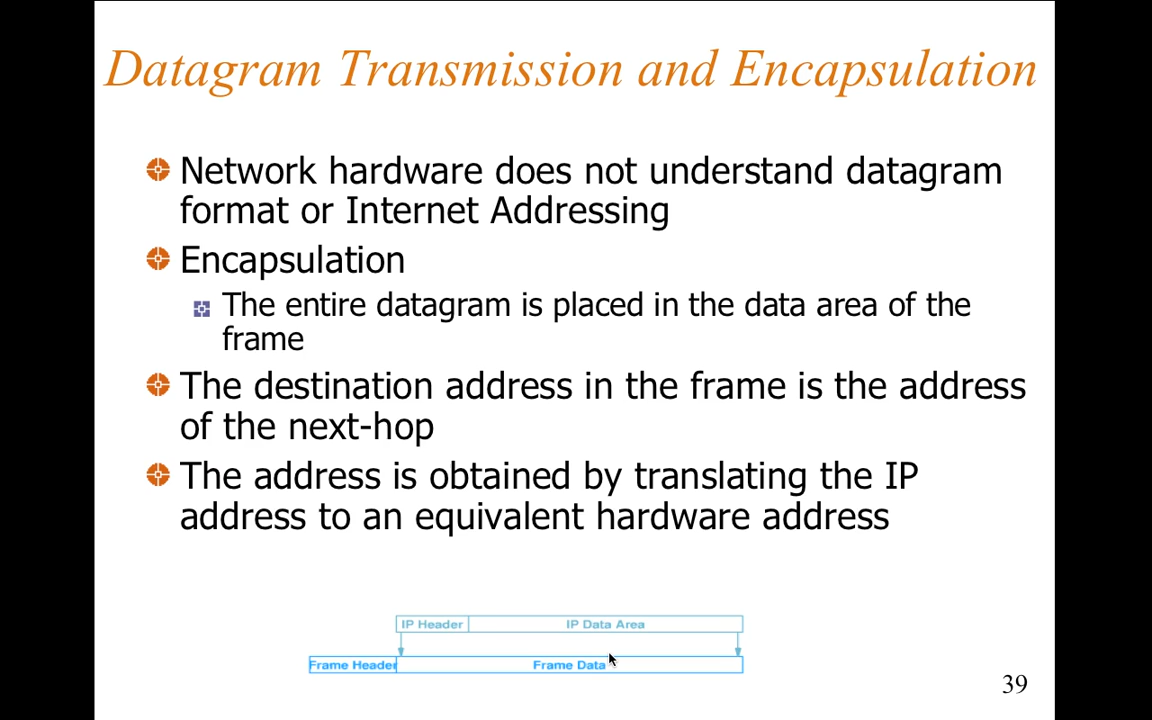 Datagram Transmission and Encapsulation
Network hardware does not understand datagram
format or Internet Addressing
Encapsulation
The entire datagram is placed in the data area of the
frame
The destination address in the frame is the address
of the next-hop
The address is obtained by translating the IP
address to an equivalent hardware address
IP Header IP Data Area
Frame Header Frame Data
39